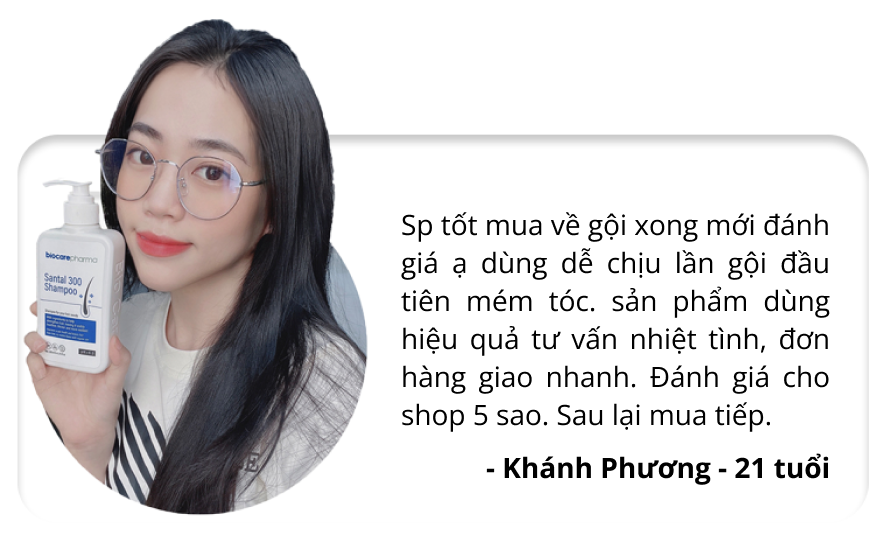 biocarepharma
Santal 300
Shampoo
Sp tốt mua về gội xong mới đánh
giá ạ dùng dễ chịu lần gội đầu
tiên mém tóc. sản phẩm dùng
hiệu quả tư vấn nhiệt tình, đơn
hàng giao nhanh. Đánh giá cho
shop 5 sao. Sau lại mua tiếp.
- Khánh Phương - 21 tuổi